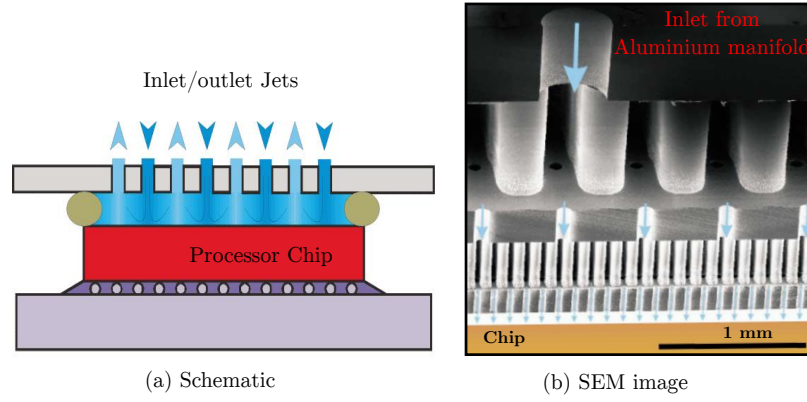 Inlet/outlet Jets
Processor Chip
(a) Schematic
Inlet from
Aluminium manifold
Chip
1 mm
(b) SEM image